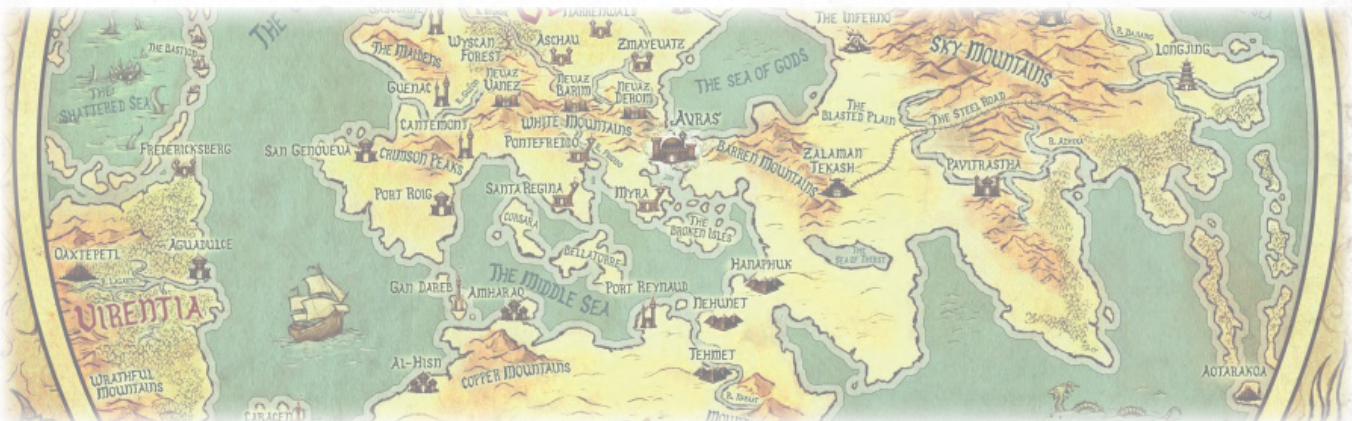 THE INFERNO
SKY MOUNTAINS
LONGJING
THE BASTION
THE
SHATTERED SEA
THE MAIDENS
WYSCAN
FOREST
ASCHAU
ZMAYEVATZ
THE SEA OF GODS
GUENAC
NEUAZ
VANEZ
NEUAZ
BARIM
NEUAZ
DEROM
THE
BLASTED PLAIN
THE STEEL ROAD
CANTEMONT
WHITE MOUNTAINS
AVRAS
FREDERICKSBERG
SAN GENOVEVA
CRIMSON PEAKS
PONTEFREDDO
BARREN MOUNTAINS
ZALAMAN
TEKASH
PAVITRASTHA
PORT ROIG
SANTA REGINA
MYRA
CORSARA
THE
BROKEN ISLES
OAXTEPETL
AGUADULCE
BELLATORRE
THE
SEA OF THIRST
GAN DAREB
AMHARAQ
THE MIDDLE SEA
PORT REYNAUD
HANAPHUK
VIRENTIA
NEHUNET
AL-HISN
COPPER MOUNTAINS
TEHMET
WRATHFUL
MOUNTAINS
AOTARAKOA